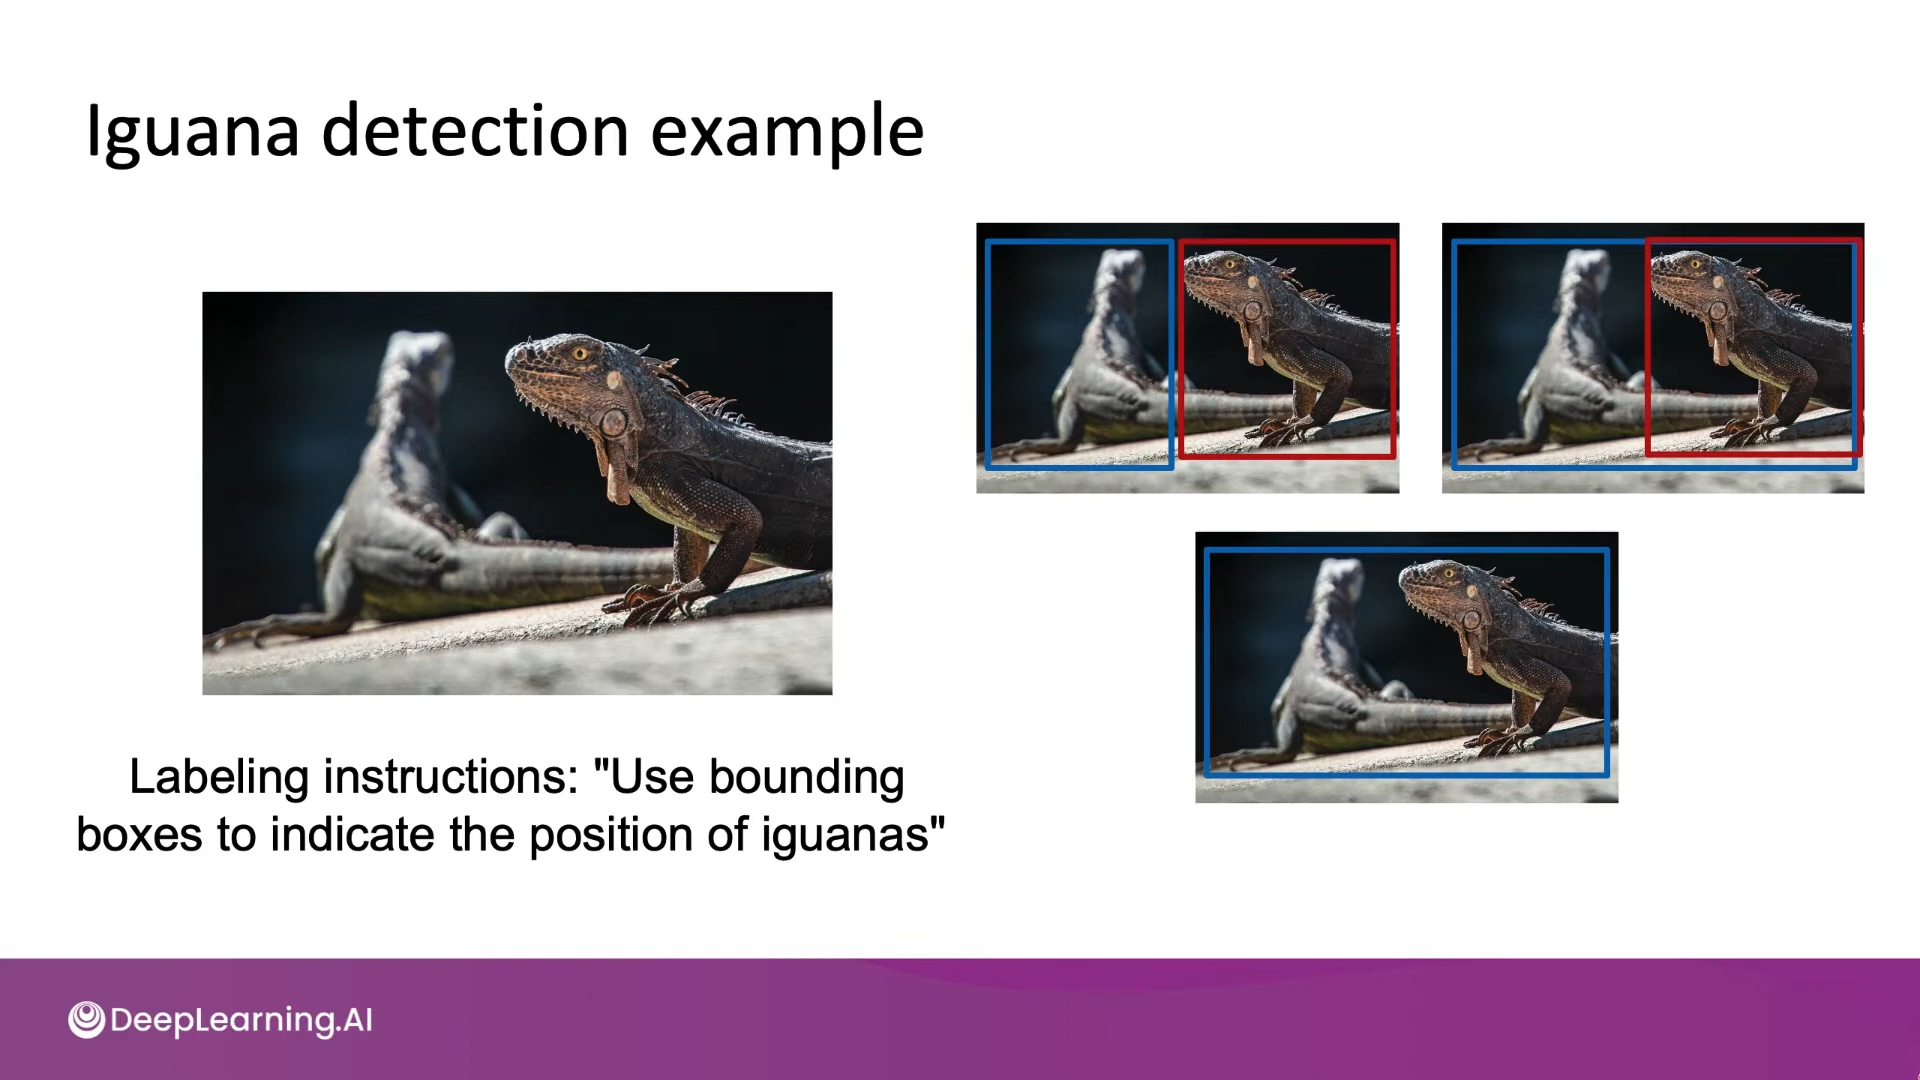 Iguana detection example
Labeling instructions: "Use bounding
boxes to indicate the position of iguanas"
DeepLearning.AI